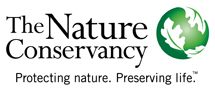 The Nature
Conservancy
Protecting nature. Preserving life.™